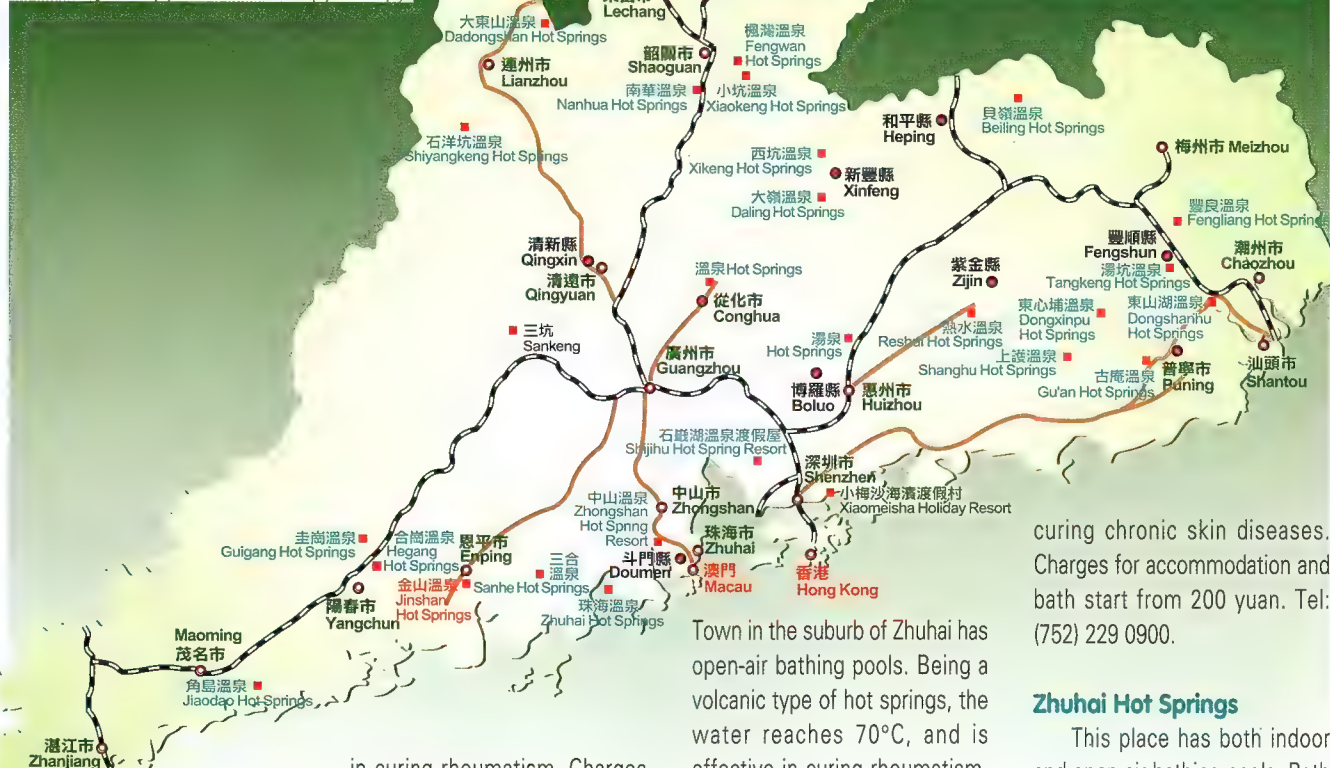 Lechang
大東山溫泉
Dadongshan Hot Springs
連州市
Lianzhou
韶關市
Shaoguan
楓灣溫泉
Fengwan
Hot Springs
南華溫泉
Nanhua Hot Springs
小坑溫泉
Xiaokeng Hot Springs
石洋坑溫泉
Shiyangkeng Hot Springs
和平縣
Heping
貝嶺溫泉
Beiling Hot Springs
梅州市 Meizhou
西坑溫泉
Xikeng Hot Springs
新豐縣
Xinfeng
大嶺溫泉
Daling Hot Springs
豐良溫泉
Fengliang Hot Springs
清新縣
Qingxin
清遠市
Qingyuan
溫泉 Hot Springs
從化市
Conghua
紫金縣
Zijin
豐順縣
Fengshun
湯坑溫泉
Tangkeng Hot Springs
潮州市
Chaozhou
三坑
Sankeng
廣州市
Guangzhou
湯泉
Hot Springs
熱水溫泉
Reshui Hot Springs
東心埔溫泉
Dongxinpu
Hot Springs
東山湖溫泉
Dongshanhu
Hot Springs
上護溫泉
Shanghu Hot Springs
古庵溫泉
Gu'an Hot Springs
普寧市
Puning
汕頭市
Shantou
博羅縣
Boluo
惠州市
Huizhou
石巖湖溫泉渡假屋
Shijihu Hot Spring Resort
深圳市
Shenzhen
小梅沙海濱渡假村
Xiaomeisha Holiday Resort
中山溫泉
Zhongshan
Hot Spring
Resort
中山市
Zhongshan
珠海市
Zhuhai
斗門縣
Doumen
澳門
Macau
香港
Hong Kong
圭崗溫泉
Guigang Hot Springs
合崗溫泉
Hegang
Hot Springs
恩平市
Enping
金山溫泉
Jinshan
Hot Springs
三合
溫泉
Sanhe Hot Springs
珠海溫泉
Zhuhai Hot Springs
陽春市
Yangchun
Maoming
茂名市
角島溫泉
Jiaodao Hot Springs
湛江市
Zhanjiang
in curing rheumatism. Charges
Town in the suburb of Zhuhai has
open-air bathing pools. Being a
volcanic type of hot springs, the
water reaches 70°C, and is
effective in curing rheumatism,
curing chronic skin diseases.
Charges for accommodation and
bath start from 200 yuan. Tel:
(752) 229 0900.
Zhuhai Hot Springs
This place has both indoor
and open-air bathing pools. Both